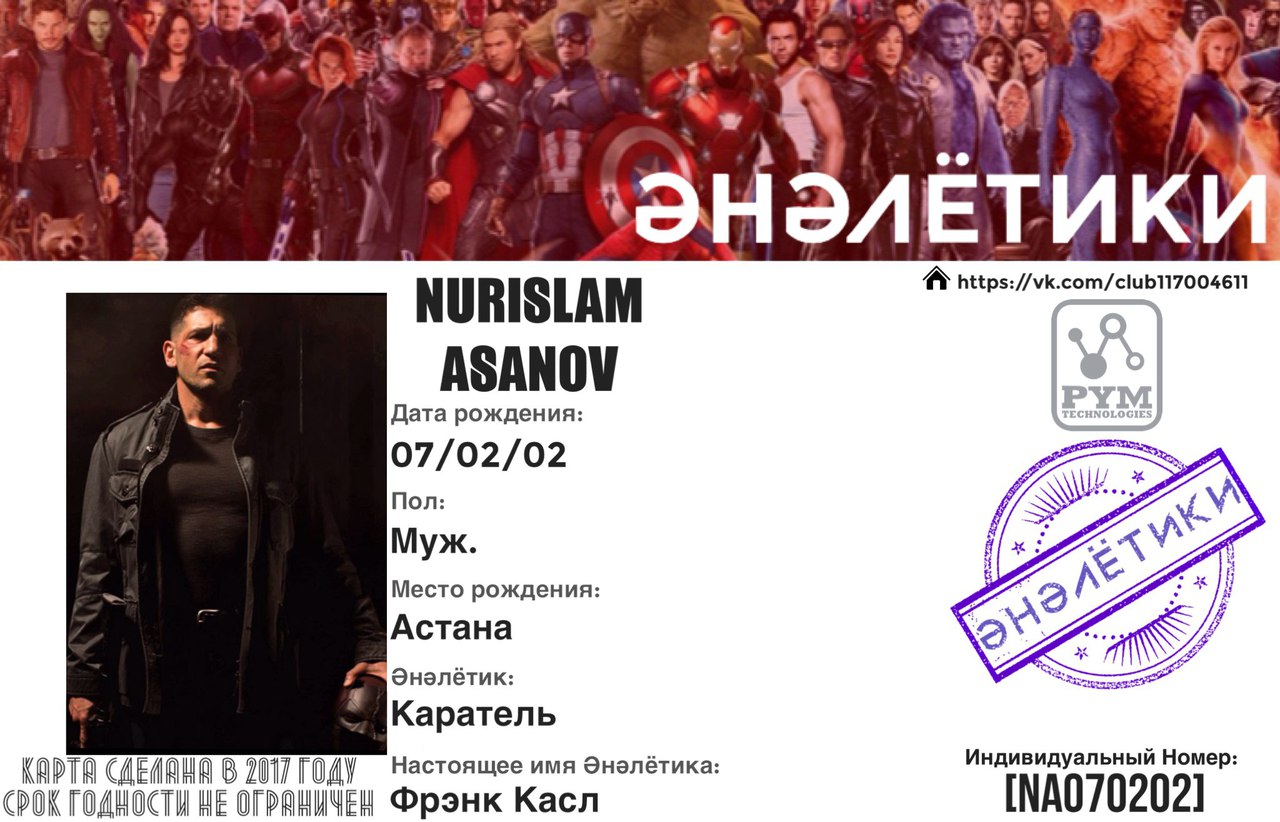 ӘНӘЛЁТИКИ
https://vk.com/club117004611
NURISLAM
ASANOV
PYM
TECHNOLOGIES
Дата рождения:
07/02/02
Пол:
Муж.
Место рождения:
Астана
ӘНӘЛЁТИКИ
Әнәлётик:
Каратель
Настоящее имя Әнәлётика:
Фрэнк Касл
КАРТА СДЕЛАНА В 2017 ГОДУ
СРОК ГОДНОСТИ НЕ ОГРАНИЧЕН
Индивидуальный Номер:
[NA070202]